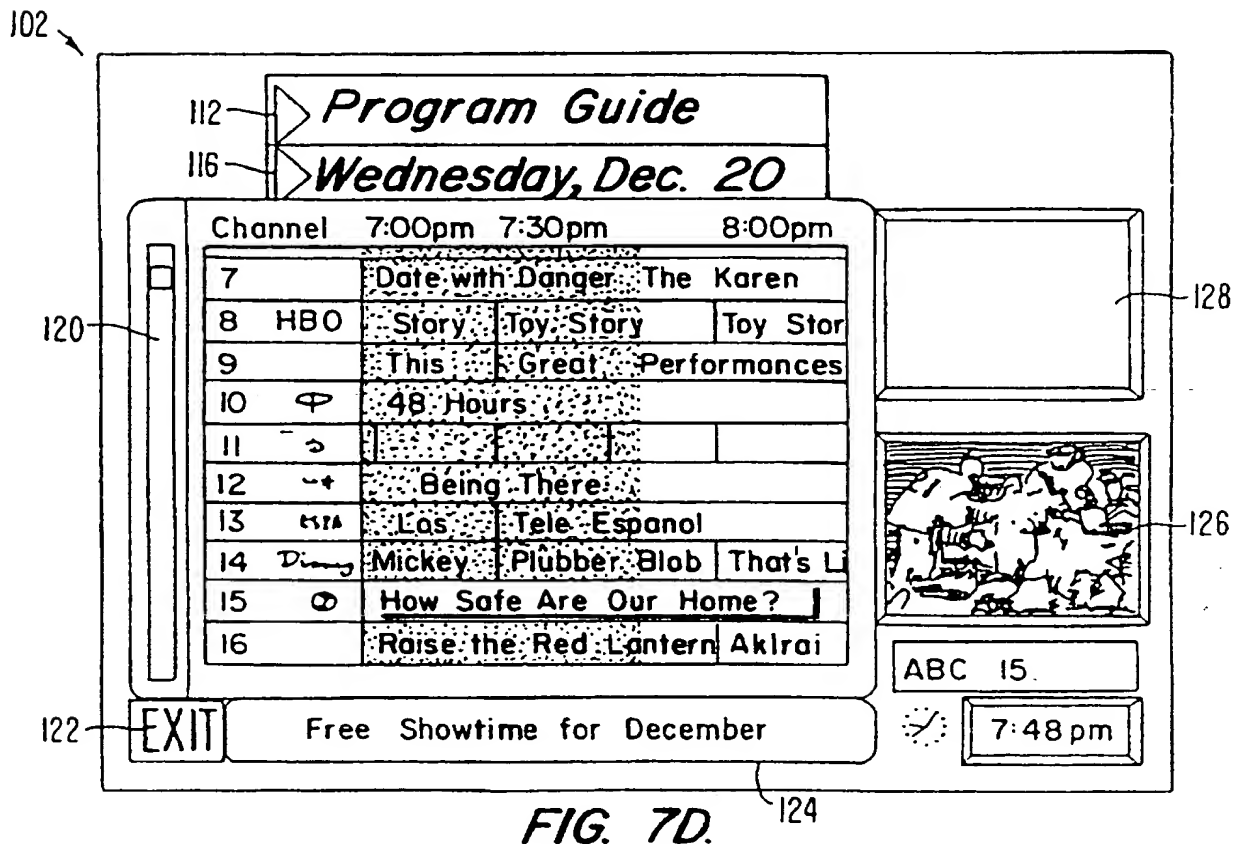 102
112
Program Guide
116
Wednesday, Dec. 20
Channel 7:00pm 7:30pm 8:00pm
7 Date with Danger The Karen
8 HBO Story Toy Story Toy Stor
128
120
9 This Great Performances
10 48 Hours
11
12 Being There
13 Las Tele Espanol
126
14 Disney Mickey Plubber Blob That's Li
15 How Safe Are Our Home?
16 Raise the Red Lantern Aklrai
ABC 15.
122
EXIT
Free Showtime for December
7:48pm
124
FIG. 7D.